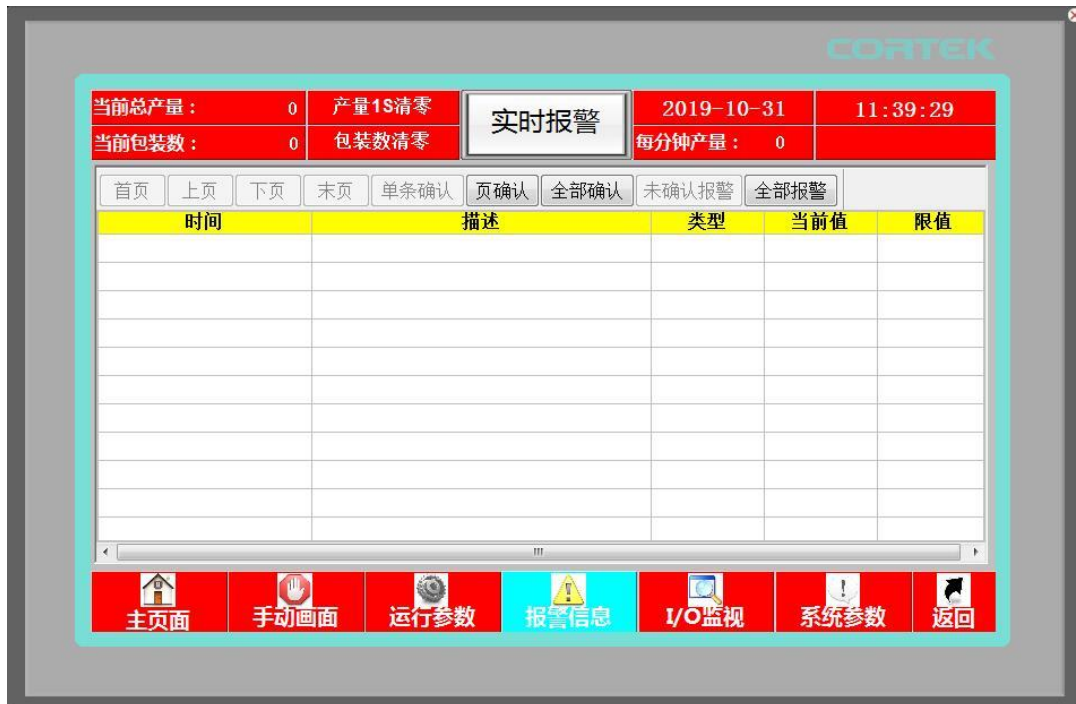 CORTEK
当前总产量： 0 产量1S清零 实时报警 2019-10-31 11:39:29
当前包装数： 0 包装数清零 每分钟产量： 0
首页 上页 下页 末页 单条确认 页确认 全部确认 未确认报警 全部报警
时间 描述 类型 当前值 限值
主页面 手动画面 运行参数 报警信息 I/O监视 系统参数 返回